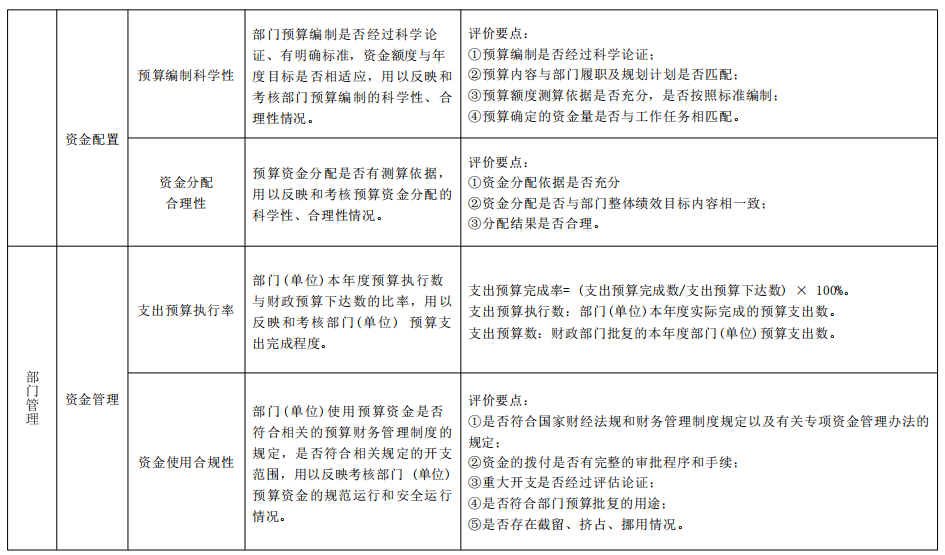 资金配置
预算编制科学性
部门预算编制是否经过科学论
证、有明确标准，资金额度与年
度目标是否相适应，用以反映和
考核部门预算编制的科学性、合
理性情况。
评价要点：
①预算编制是否经过科学论证；
②预算内容与部门履职及规划计划是否匹配；
③预算额度测算依据是否充分，是否按照标准编制；
④预算确定的资金量是否与工作任务相匹配。
资金分配
合理性
预算资金分配是否有测算依据，
用以反映和考核预算资金分配的
科学性、合理性情况。
评价要点：
①资金分配依据是否充分
②资金分配是否与部门整体绩效目标内容相一致；
③分配结果是否合理。
部门管理
资金管理
支出预算执行率
部门(单位)本年度预算执行数
与财政预算下达数的比率，用以
反映和考核部门(单位) 预算支
出完成程度。
支出预算完成率= (支出预算完成数/支出预算下达数) × 100%。
支出预算执行数：部门(单位)本年度实际完成的预算支出数。
支出预算数：财政部门批复的本年度部门(单位)预算支出数。
资金使用合规性
部门(单位)使用预算资金是否
符合相关的预算财务管理制度的
规定，是否符合相关规定的开支
范围，用以反映考核部门 (单位)
预算资金的规范运行和安全运行
情况。
评价要点：
①是否符合国家财经法规和财务管理制度规定以及有关专项资金管理办法的
规定；
②资金的拨付是否有完整的审批程序和手续；
③重大开支是否经过评估论证；
④是否符合部门预算批复的用途；
⑤是否存在截留、挤占、挪用情况。